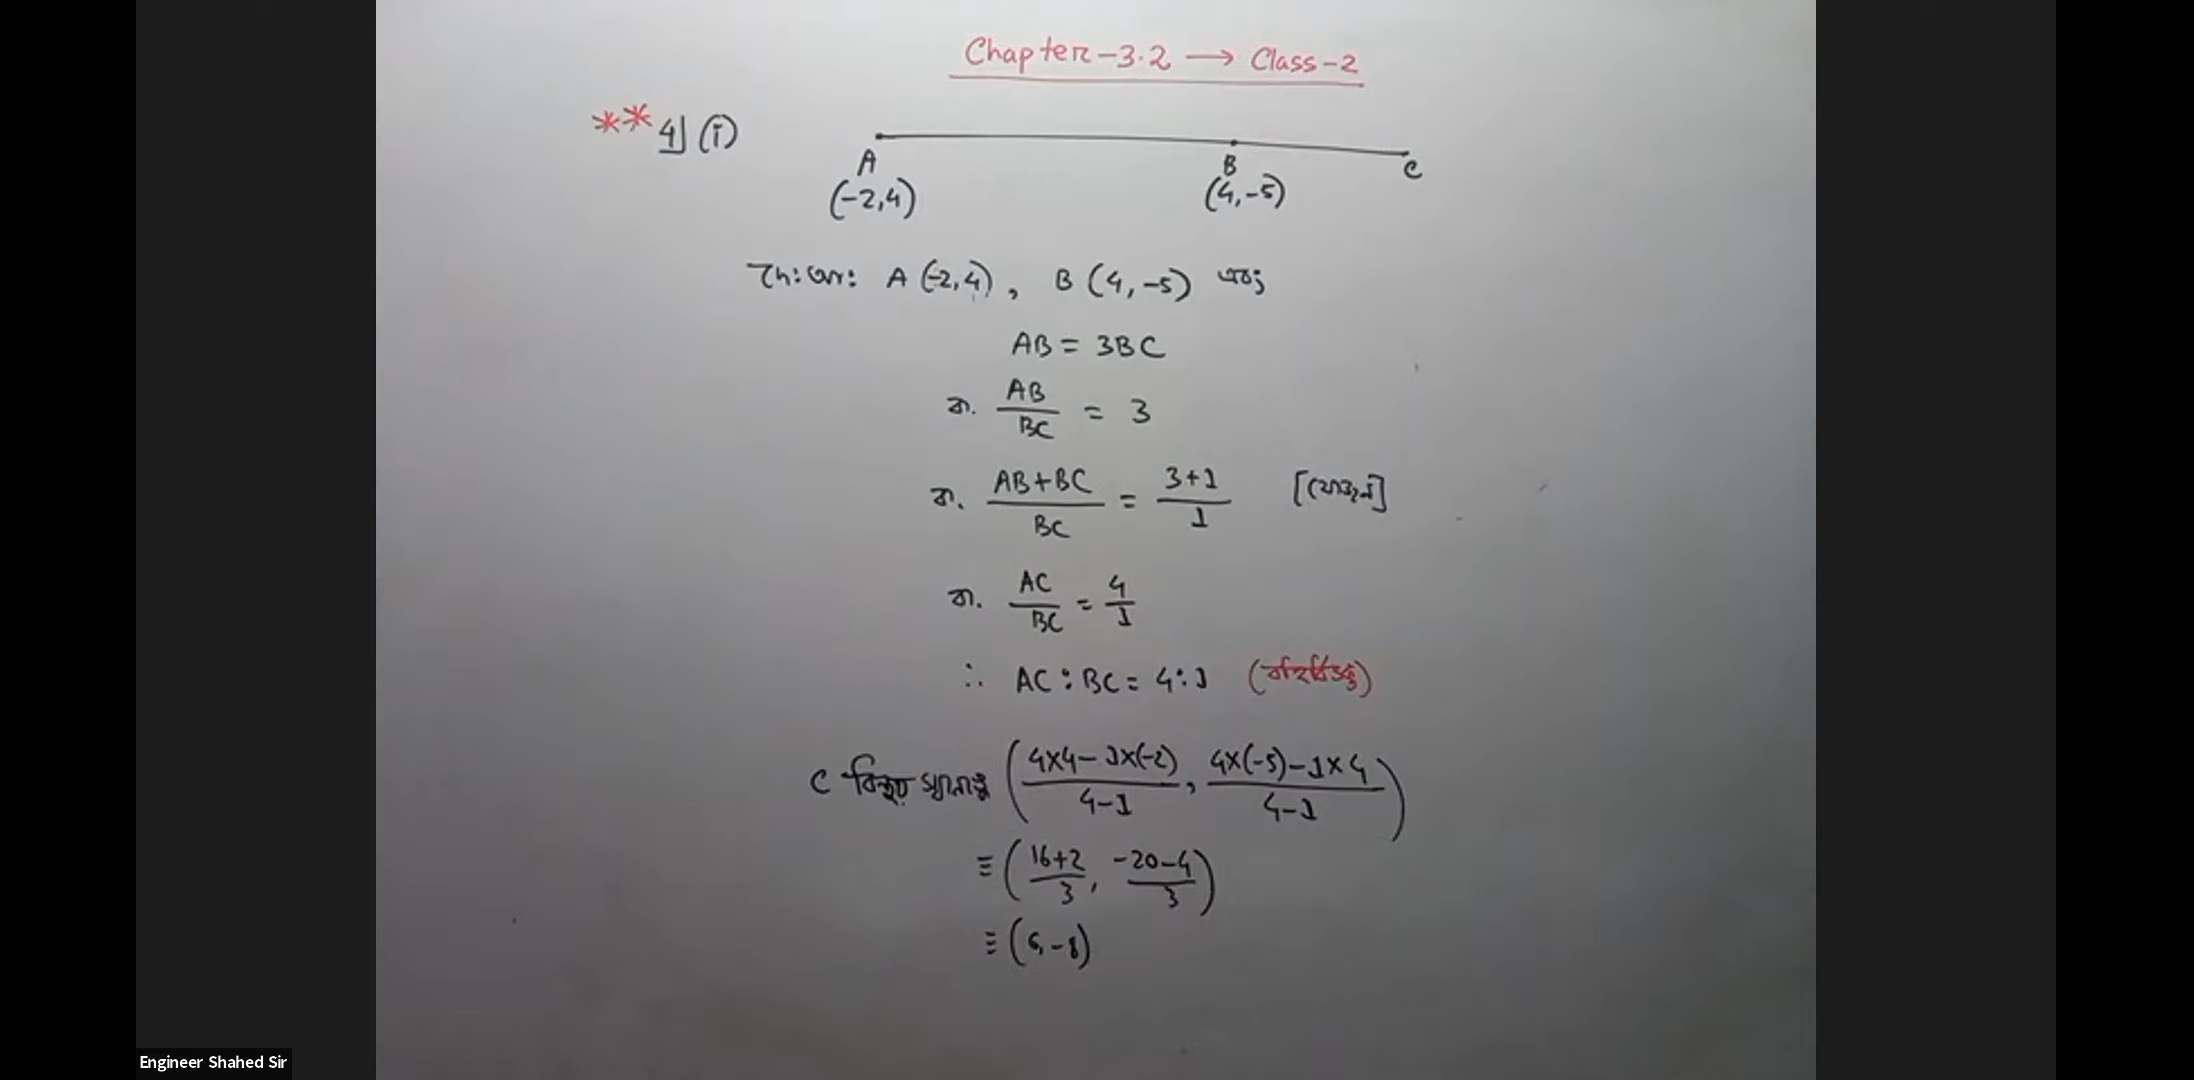 Chapter-3.2 → Class-2
** 4] (i)
A B C
(-2,4) (4,-5)
A (-2,4), B (4,-5) এবং
AB = 3BC
বা. AB/BC = 3
বা. (AB+BC)/BC = (3+1)/1 [যোজন]
বা. AC/BC = 4/1
∴ AC : BC = 4:1 (বহির্বিভক্ত)
C বিন্দুর স্থানাঙ্ক ((4×4-1×(-2))/(4-1), (4×(-5)-1×4)/(4-1))
≡ ((16+2)/3, (-20-4)/3)
≡ (6,-8)
Engineer Shahed Sir